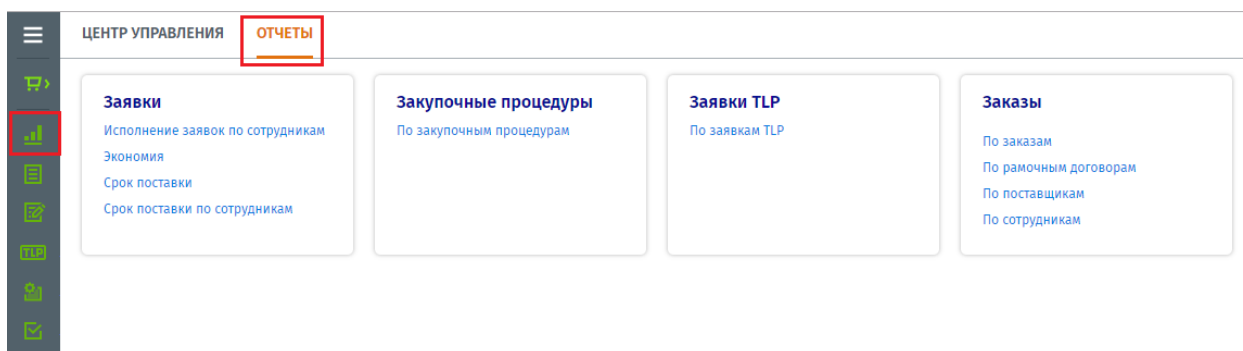 ЦЕНТР УПРАВЛЕНИЯ ОТЧЕТЫ
Заявки
Исполнение заявок по сотрудникам
Экономия
Срок поставки
Срок поставки по сотрудникам
Закупочные процедуры
По закупочным процедурам
Заявки TLP
По заявкам TLP
Заказы
По заказам
По рамочным договорам
По поставщикам
По сотрудникам
TLP